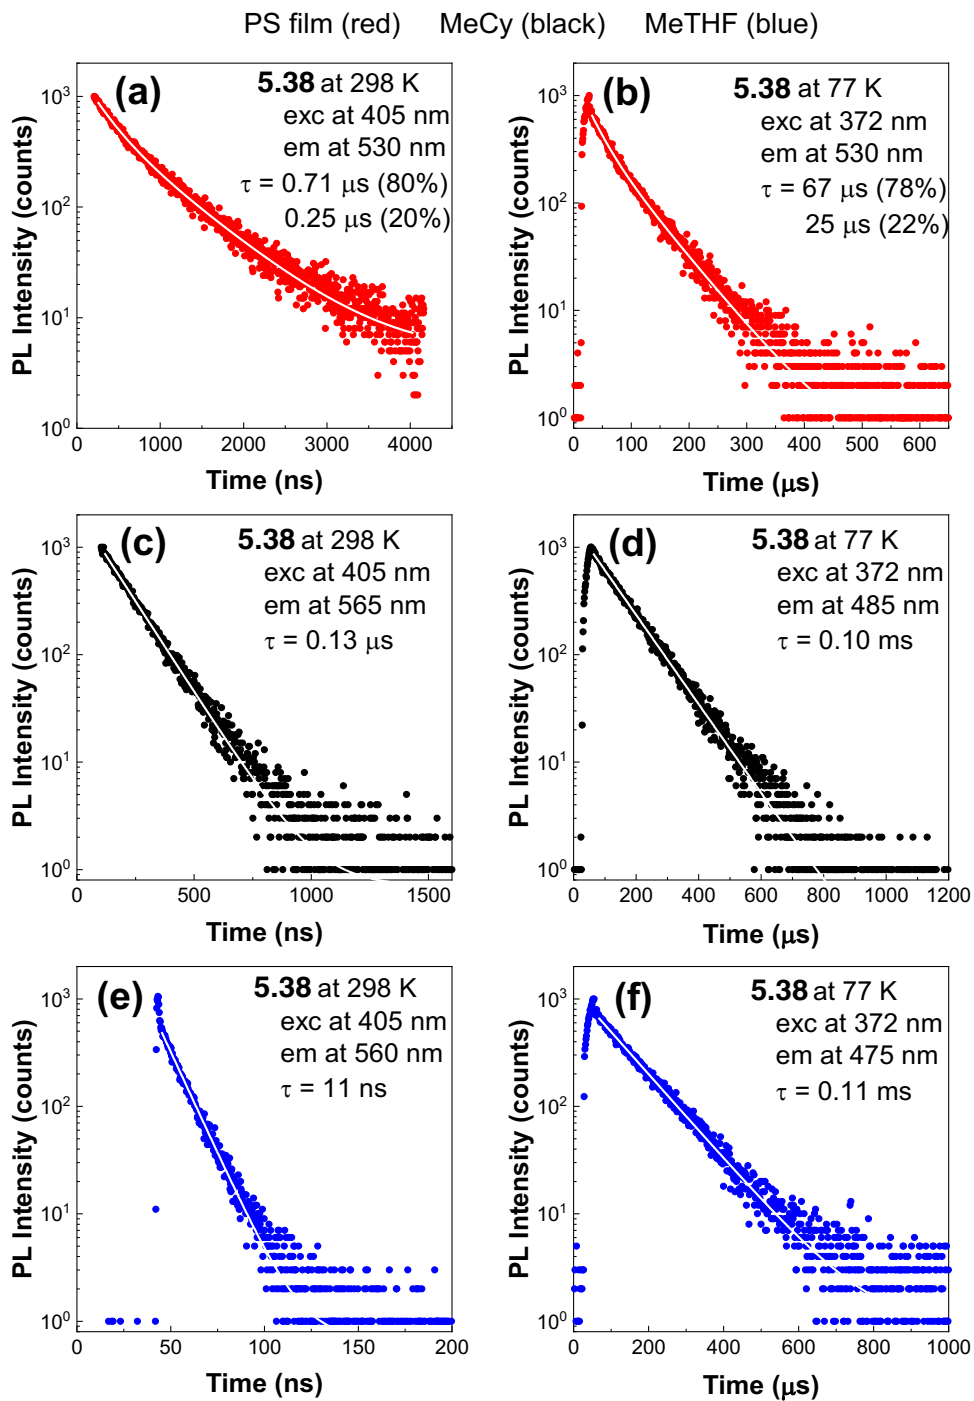 PS film (red) MeCy (black) MeTHF (blue)
(a)
5.38 at 298 K
exc at 405 nm
em at 530 nm
τ = 0.71 μs (80%)
0.25 μs (20%)
10³
10²
10¹
10⁰
PL Intensity (counts)
0 1000 2000 3000 4000
Time (ns)
(b)
5.38 at 77 K
exc at 372 nm
em at 530 nm
τ = 67 μs (78%)
25 μs (22%)
10³
10²
10¹
10⁰
PL Intensity (counts)
0 100 200 300 400 500 600
Time (μs)
(c)
5.38 at 298 K
exc at 405 nm
em at 565 nm
τ = 0.13 μs
10³
10²
10¹
10⁰
PL Intensity (counts)
0 500 1000 1500
Time (ns)
(d)
5.38 at 77 K
exc at 372 nm
em at 485 nm
τ = 0.10 ms
10³
10²
10¹
10⁰
PL Intensity (counts)
0 200 400 600 800 1000 1200
Time (μs)
(e)
5.38 at 298 K
exc at 405 nm
em at 560 nm
τ = 11 ns
10³
10²
10¹
10⁰
PL Intensity (counts)
0 50 100 150 200
Time (ns)
(f)
5.38 at 77 K
exc at 372 nm
em at 475 nm
τ = 0.11 ms
10³
10²
10¹
10⁰
PL Intensity (counts)
0 200 400 600 800 1000
Time (μs)